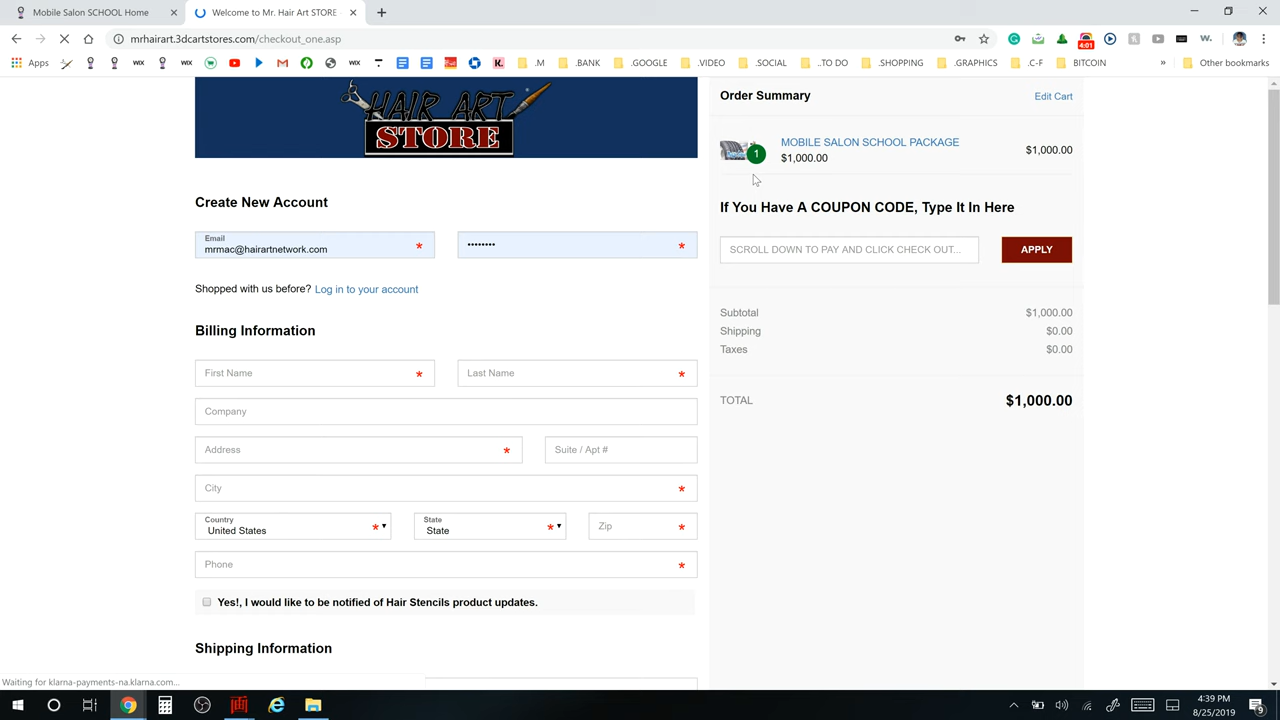 Mobile Salon SCHOOL Home
Welcome to Mr. Hair Art STORE
mrhairart.3dcartstores.com/checkout_one.asp
4:01
W.
Apps
WIX
WIX
.M
.BANK
.GOOGLE
.VIDEO
.SOCIAL
..TO DO
.SHOPPING
.GRAPHICS
.C-F
BITCOIN
»
Other bookmarks
HAIR ART
STORE
Order Summary
Edit Cart
1
MOBILE SALON SCHOOL PACKAGE
$1,000.00
$1,000.00
Create New Account
If You Have A COUPON CODE, Type It In Here
Email
mrmac@hairartnetwork.com *
•••••••• *
SCROLL DOWN TO PAY AND CLICK CHECK OUT...
APPLY
Shopped with us before? Log in to your account
Subtotal $1,000.00
Shipping $0.00
Taxes $0.00
Billing Information
First Name *
Last Name *
TOTAL $1,000.00
Company
Address *
Suite / Apt #
City *
Country
United States *
State
State *
Zip *
Phone *
Yes!, I would like to be notified of Hair Stencils product updates.
Shipping Information
Waiting for klarna-payments-na.klarna.com...
4:39 PM
8/25/2019
9